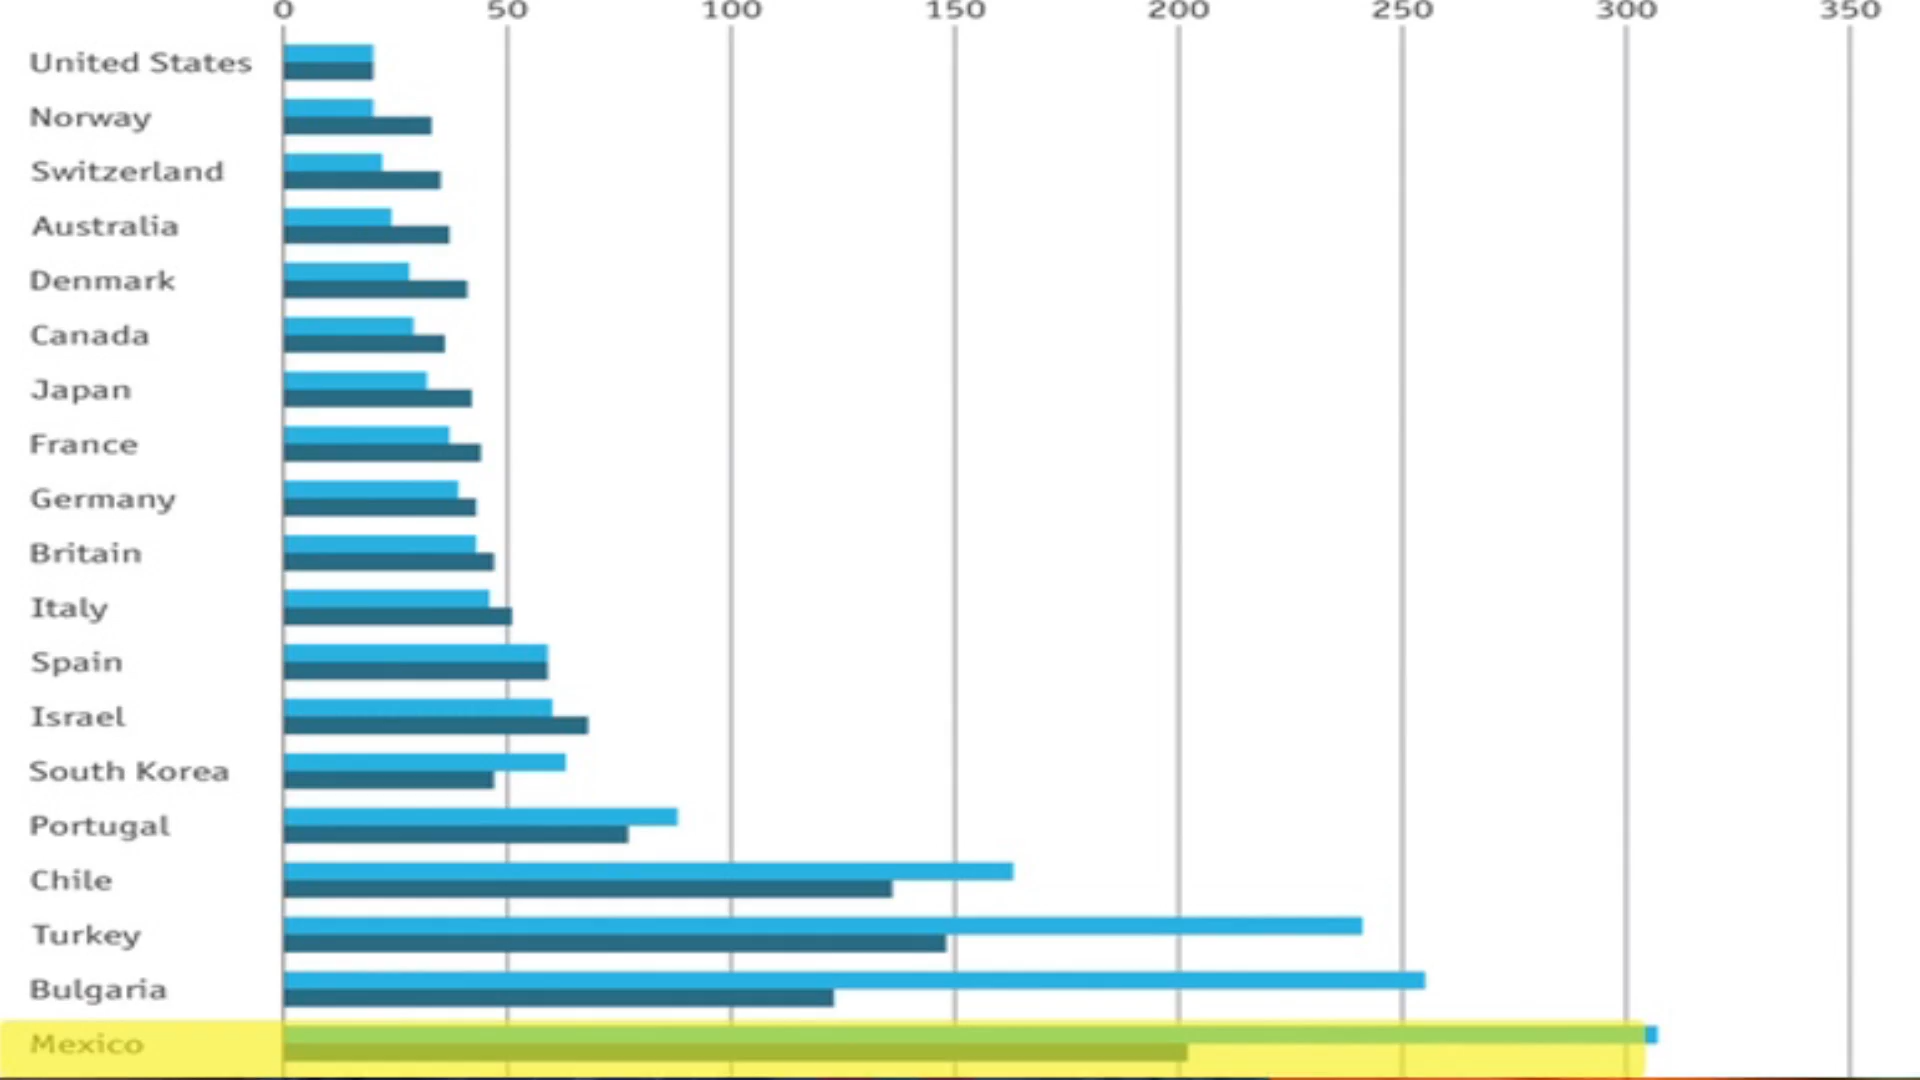 0 50 100 150 200 250 300 350
United States
Norway
Switzerland
Australia
Denmark
Canada
Japan
France
Germany
Britain
Italy
Spain
Israel
South Korea
Portugal
Chile
Turkey
Bulgaria
Mexico